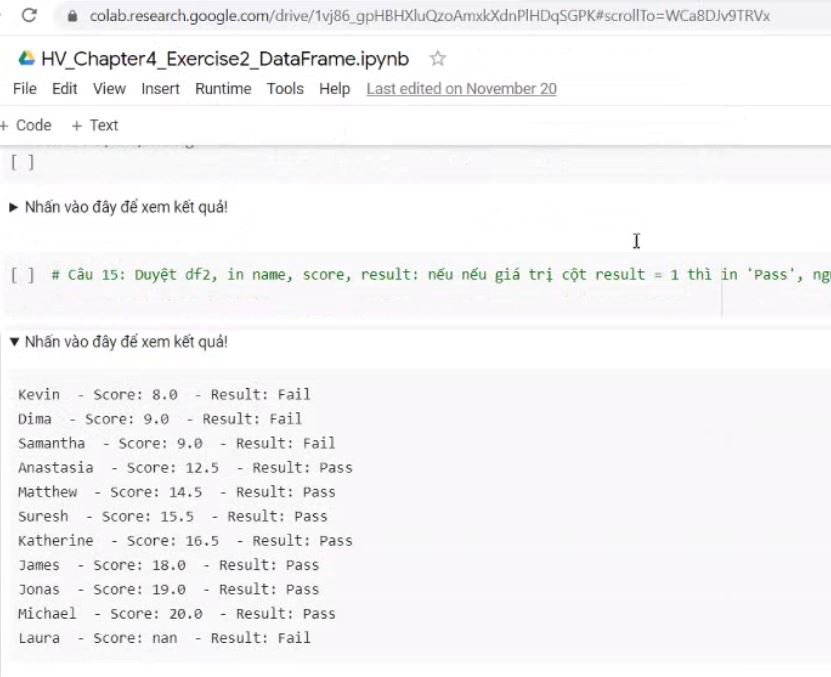 colab.research.google.com/drive/1vj86_gpHBHXluQzoAmxkXdnPlHDqSGPK#scrollTo=WCa8DJv9TRVx
HV_Chapter4_Exercise2_DataFrame.ipynb
File Edit View Insert Runtime Tools Help Last edited on November 20
+ Code + Text
[ ]
▶ Nhấn vào đây để xem kết quả!
[ ] # Câu 15: Duyệt df2, in name, score, result: nếu nếu giá trị cột result = 1 thì in 'Pass',
▼ Nhấn vào đây để xem kết quả!
Kevin - Score: 8.0 - Result: Fail
Dima - Score: 9.0 - Result: Fail
Samantha - Score: 9.0 - Result: Fail
Anastasia - Score: 12.5 - Result: Pass
Matthew - Score: 14.5 - Result: Pass
Suresh - Score: 15.5 - Result: Pass
Katherine - Score: 16.5 - Result: Pass
James - Score: 18.0 - Result: Pass
Jonas - Score: 19.0 - Result: Pass
Michael - Score: 20.0 - Result: Pass
Laura - Score: nan - Result: Fail